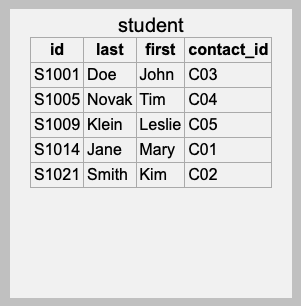 student
id last first contact_id
S1001 Doe John C03
S1005 Novak Tim C04
S1009 Klein Leslie C05
S1014 Jane Mary C01
S1021 Smith Kim C02